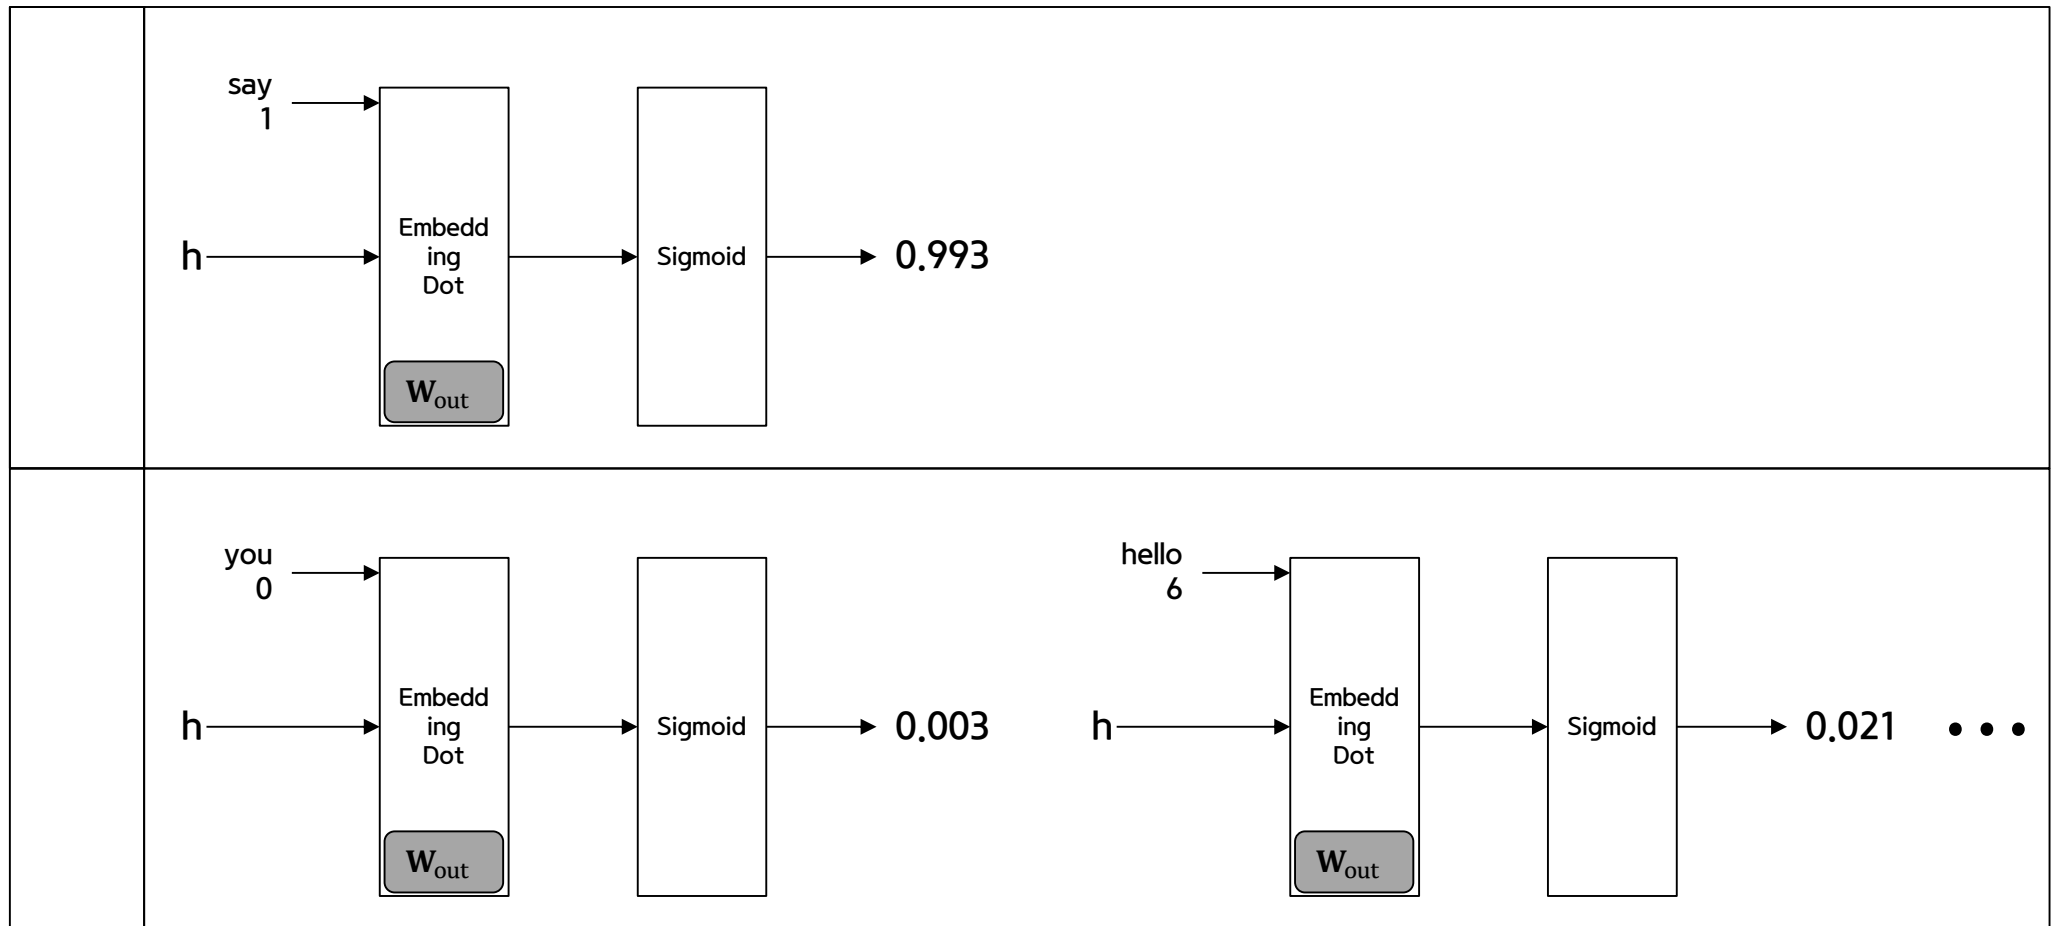 say
1
h
Embedd
ing
Dot
Sigmoid
0.993
Wout
you
0
h
Embedd
ing
Dot
Sigmoid
0.003
Wout
hello
6
h
Embedd
ing
Dot
Sigmoid
0.021
• • •
Wout